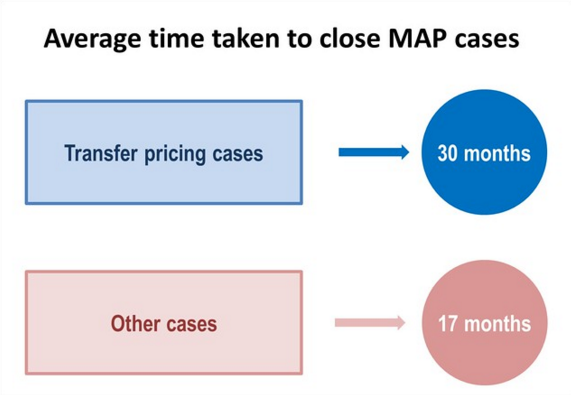 Average time taken to close MAP cases
Transfer pricing cases
30 months
Other cases
17 months